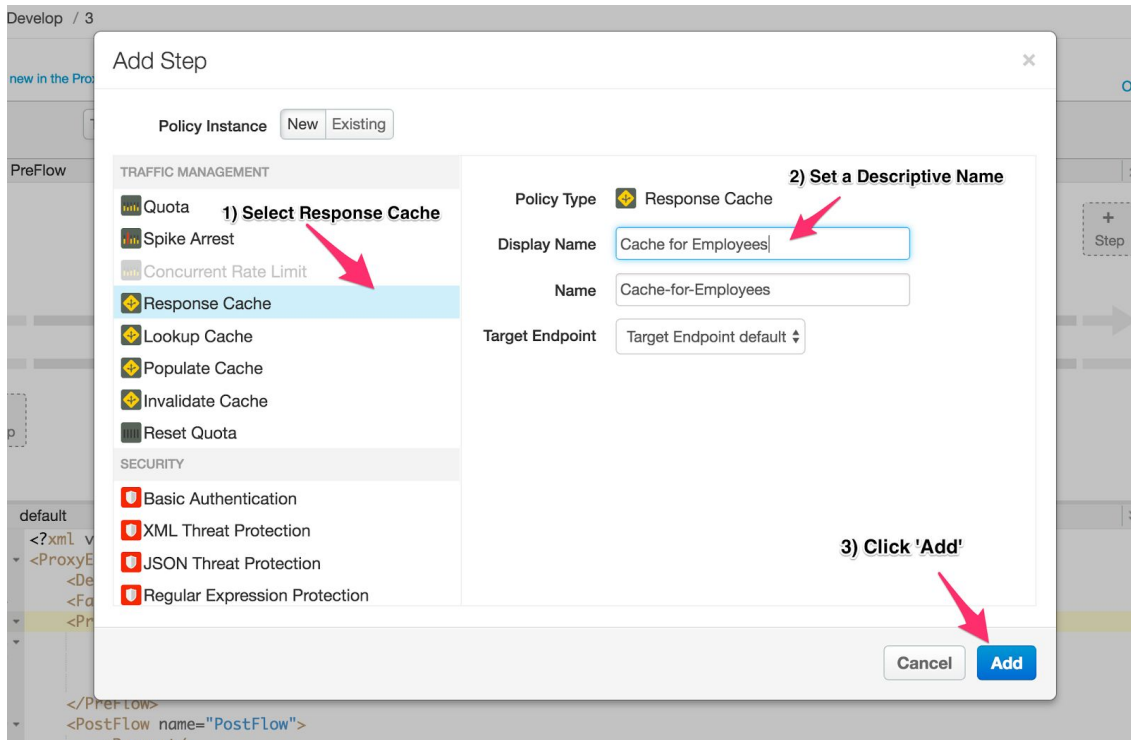 Develop / 3
new in the Pro
Add Step
×
Policy Instance New Existing
PreFlow
TRAFFIC MANAGEMENT
Quota
Spike Arrest
Concurrent Rate Limit
Response Cache
Lookup Cache
Populate Cache
Invalidate Cache
Reset Quota
SECURITY
Basic Authentication
XML Threat Protection
JSON Threat Protection
Regular Expression Protection
1) Select Response Cache
2) Set a Descriptive Name
Policy Type Response Cache
Display Name Cache for Employees
Name Cache-for-Employees
Target Endpoint Target Endpoint default
3) Click 'Add'
Cancel Add
+
Step
default
<?xml v
<ProxyE
<De
<Fa
<Pr
</PreFlow>
<PostFlow name="PostFlow">